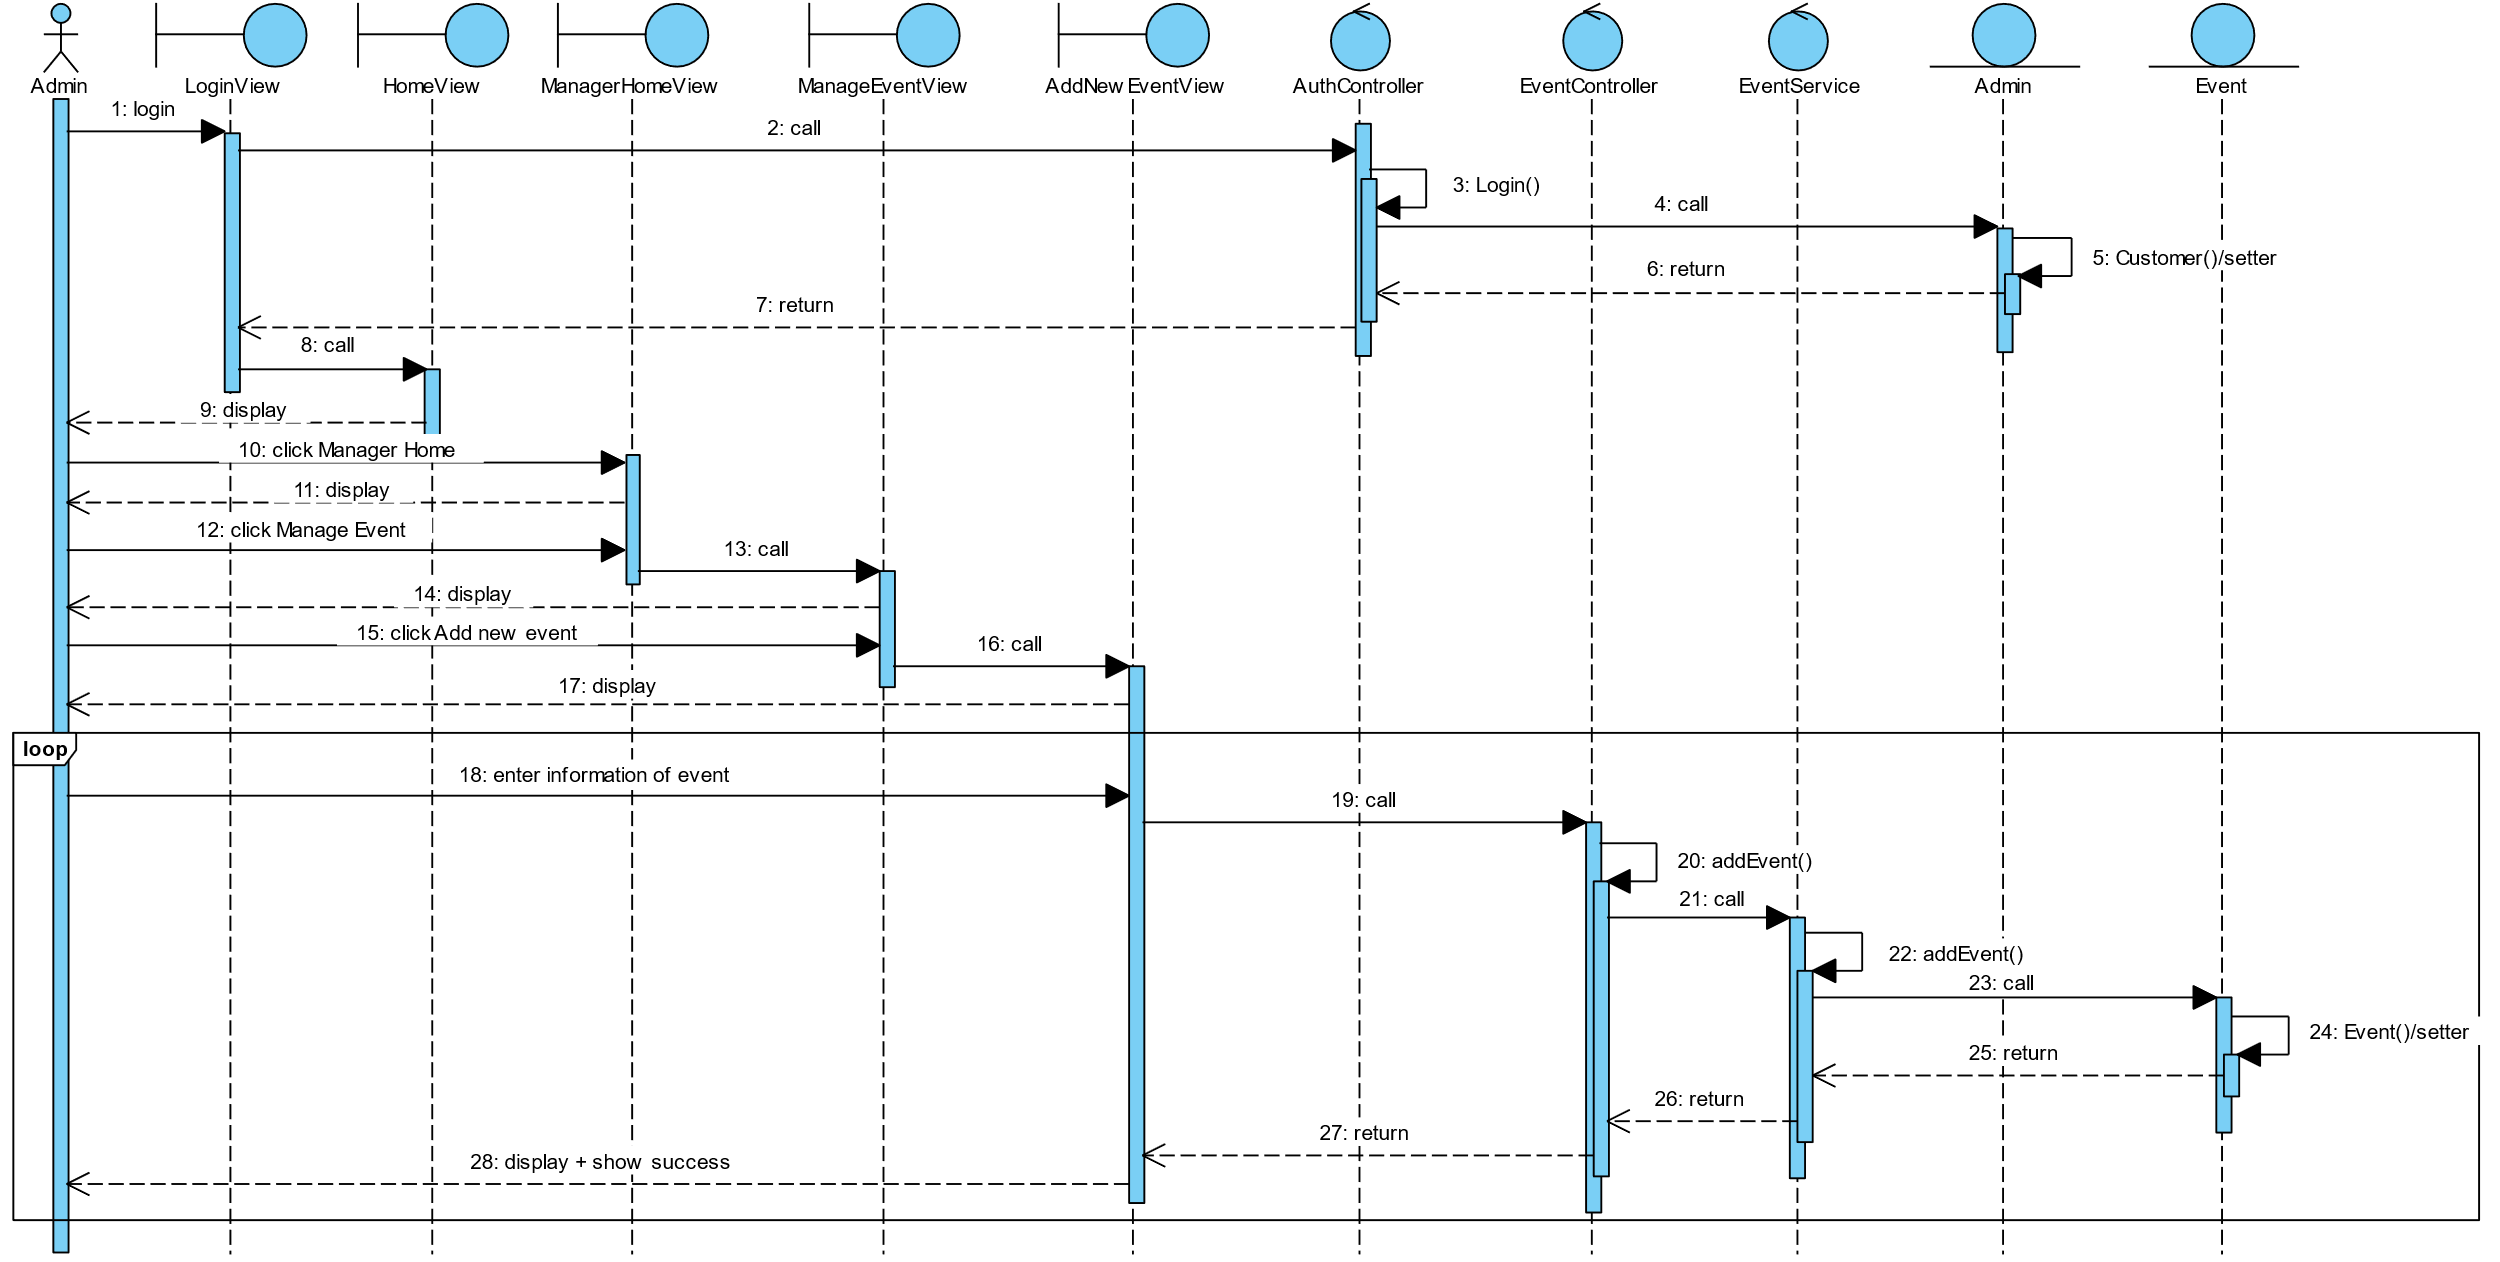 Admin
LoginView
HomeView
ManagerHomeView
ManageEventView
AddNewEventView
AuthController
EventController
EventService
Admin
Event
1: login
2: call
3: Login()
4: call
5: Customer()/setter
6: return
7: return
8: call
9: display
10: click Manager Home
11: display
12: click Manage Event
13: call
14: display
15: click Add new event
16: call
17: display
loop
18: enter information of event
19: call
20: addEvent()
21: call
22: addEvent()
23: call
24: Event()/setter
25: return
26: return
27: return
28: display + show success